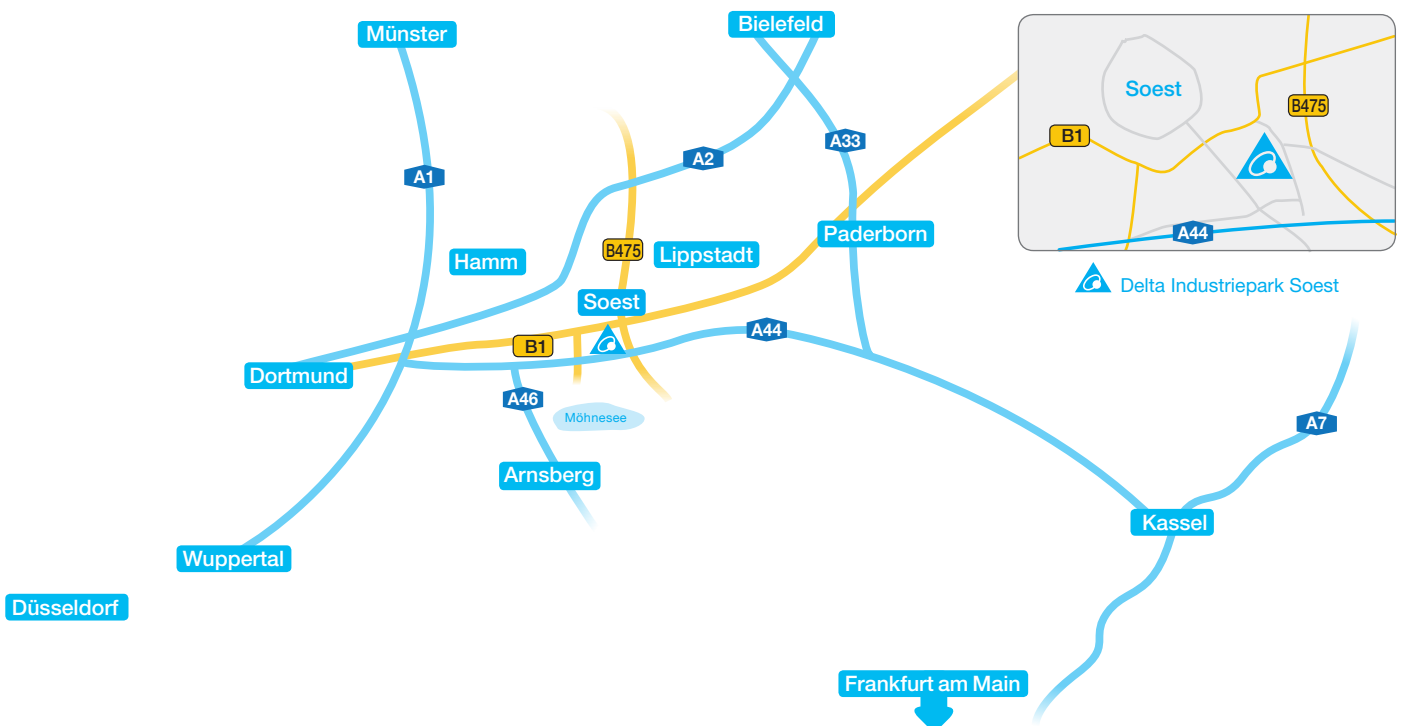 Münster
Bielefeld
Soest
B475
B1
A33
A2
A1
Paderborn
A44
B475
Lippstadt
Hamm
Delta Industriepark Soest
Soest
A44
B1
Dortmund
A46
Möhnesee
A7
Arnsberg
Kassel
Wuppertal
Düsseldorf
Frankfurt am Main